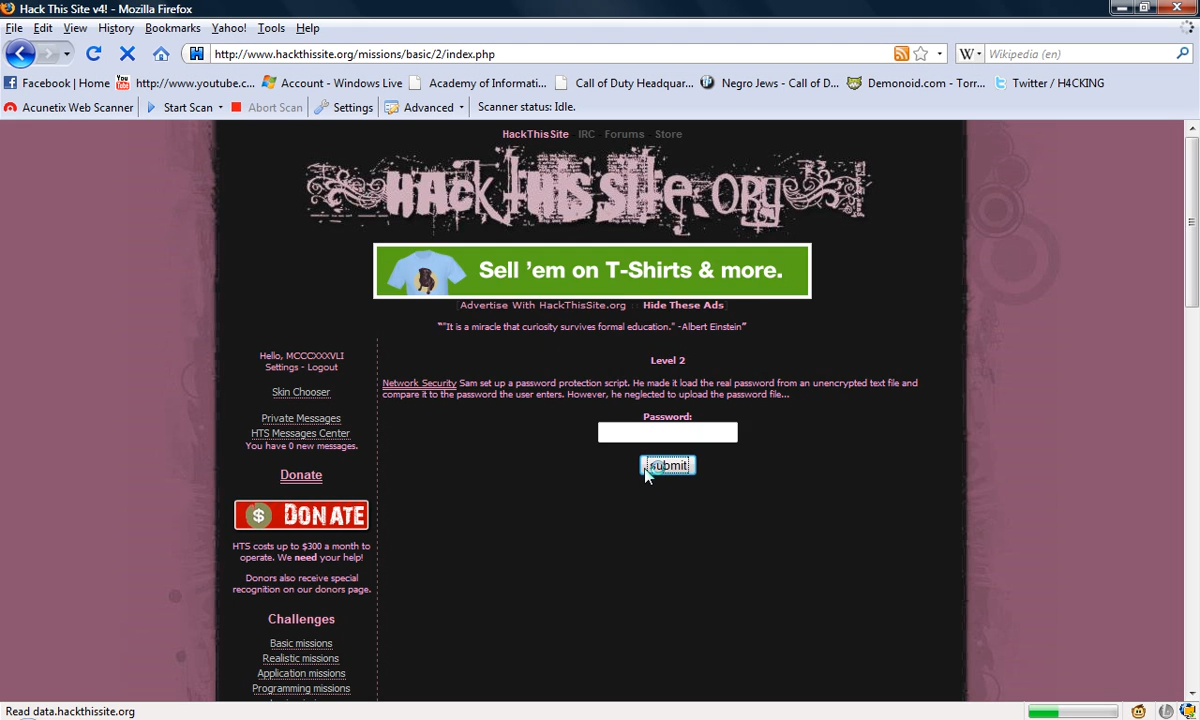 Hack This Site v4! - Mozilla Firefox
File Edit View History Bookmarks Yahoo! Tools Help
http://www.hackthissite.org/missions/basic/2/index.php
W Wikipedia (en)
Facebook | Home http://www.youtube.c... Account - Windows Live Academy of Informati... Call of Duty Headquar... Negro Jews - Call of D... Demonoid.com - Torr... Twitter / H4CKING
Acunetix Web Scanner Start Scan Abort Scan Settings Advanced Scanner status: Idle.
HackThisSite IRC Forums Store
HAck THIS SITE.ORG
Sell 'em on T-Shirts & more.
Advertise With HackThisSite.org Hide These Ads
""It is a miracle that curiosity survives formal education." -Albert Einstein"
Hello, MCCCXXXVLI
Settings - Logout
Skin Chooser
Private Messages
HTS Messages Center
You have 0 new messages.
Donate
$ DONATE
HTS costs up to $300 a month to
operate. We need your help!
Donors also receive special
recognition on our donors page.
Challenges
Basic missions
Realistic missions
Application missions
Programming missions
Level 2
Network Security Sam set up a password protection script. He made it load the real password from an unencrypted text file and
compare it to the password the user enters. However, he neglected to upload the password file...
Password:
submit
Read data.hackthissite.org